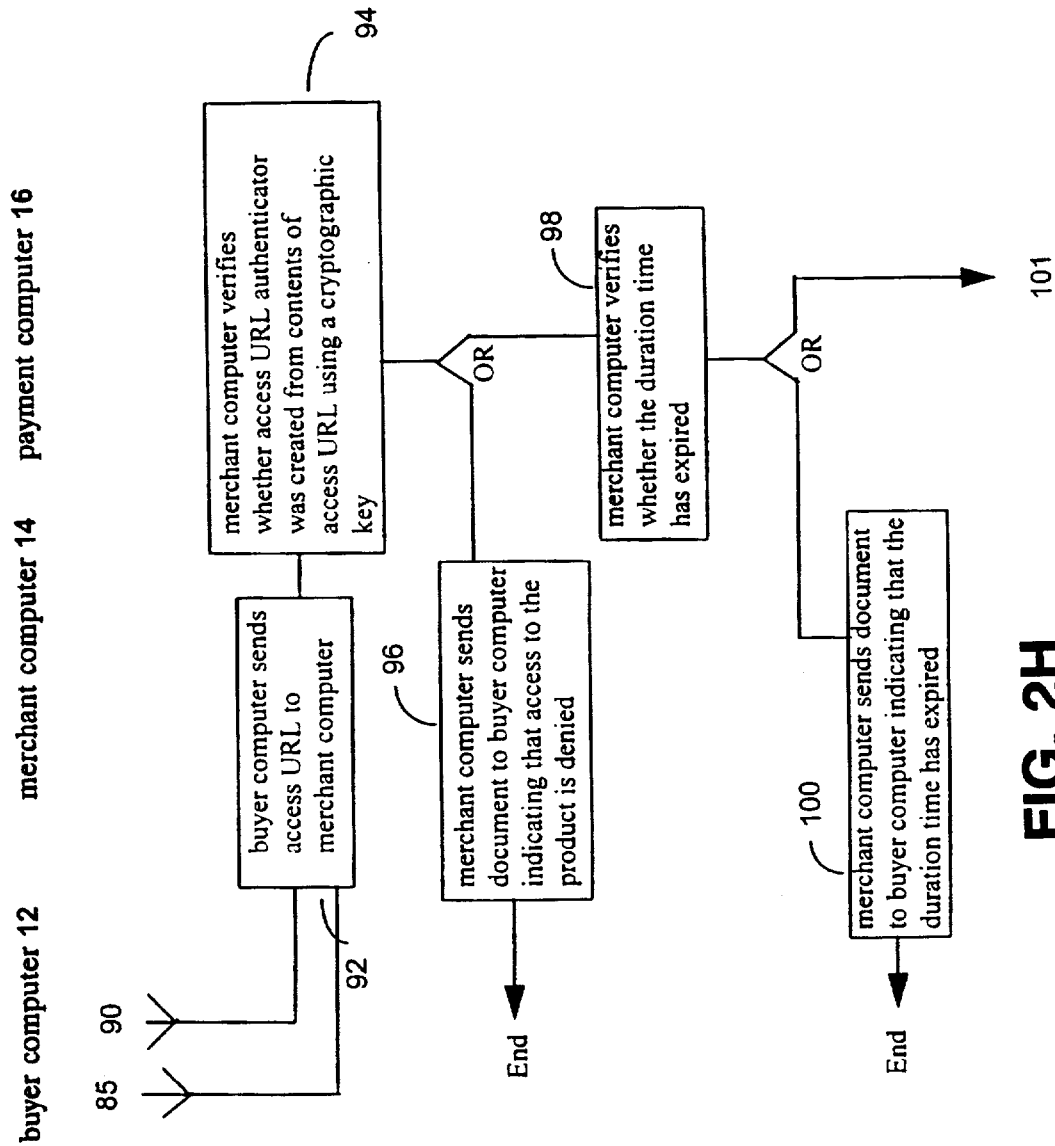 buyer computer 12
merchant computer 14
payment computer 16
85
90
92
buyer computer sends
access URL to
merchant computer
94
merchant computer verifies
whether access URL authenticator
was created from contents of
access URL using a cryptographic
key
OR
96
merchant computer sends
document to buyer computer
indicating that access to the
product is denied
End
98
merchant computer verifies
whether the duration time
has expired
OR
100
merchant computer sends document
to buyer computer indicating that the
duration time has expired
End
101
FIG. 2H